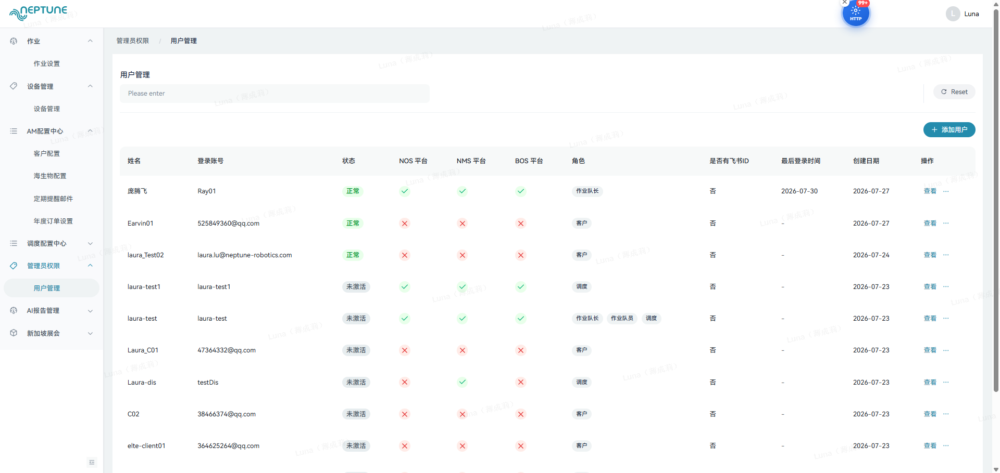 NEPTUNE
99+
HTTP
L Luna
作业
作业设置
设备管理
设备管理
AM配置中心
客户配置
海生物配置
定期提醒邮件
年度订单设置
调度配置中心
管理员权限
用户管理
AI报告管理
新加坡展会
管理员权限 / 用户管理
用户管理
Please enter
Reset
添加用户
姓名 登录账号 状态 NOS 平台 NMS 平台 BOS 平台 角色 是否有飞书ID 最后登录时间 创建日期 操作
庞腾飞 Ray01 正常 作业队长 否 2026-07-30 2026-07-27 查看 ···
Earvin01 525849360@qq.com 正常 客户 否 - 2026-07-27 查看 ···
laura_Test02 laura.lu@neptune-robotics.com 正常 客户 否 - 2026-07-24 查看 ···
laura-test1 laura-test1 未激活 调度 否 - 2026-07-23 查看 ···
laura-test laura-test 未激活 作业队长 作业队员 调度 否 - 2026-07-23 查看 ···
Laura_C01 47364332@qq.com 未激活 客户 否 - 2026-07-23 查看 ···
Laura-dis testDis 未激活 调度 否 - 2026-07-23 查看 ···
C02 38466374@qq.com 未激活 客户 否 - 2026-07-23 查看 ···
elte-client01 364625264@qq.com 未激活 客户 否 - 2026-07-23 查看 ···